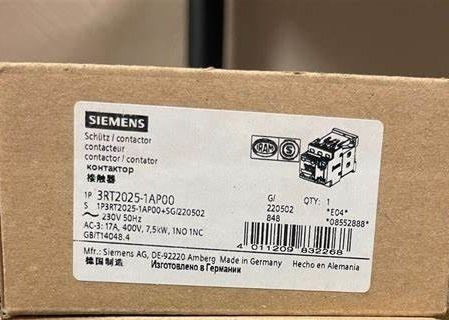 SIEMENS
Schütz / contactor
contacteur
contactor / contator
контактор
接触器
1P 3RT2025-1AP00
S 1P3RT2025-1AP00+SG/220502
~ 230V 50Hz
AC-3: 17A, 400V, 7,5kW, 1NO 1NC
GB/T14048.4
G/ QTY: 1
220502 *E04*
848 *08552888*
4 011209 832268
Mfr.: Siemens AG, DE-92220 Amberg Made in Germany Hecho en Alemania
德国制造 Изготовлено в Германии